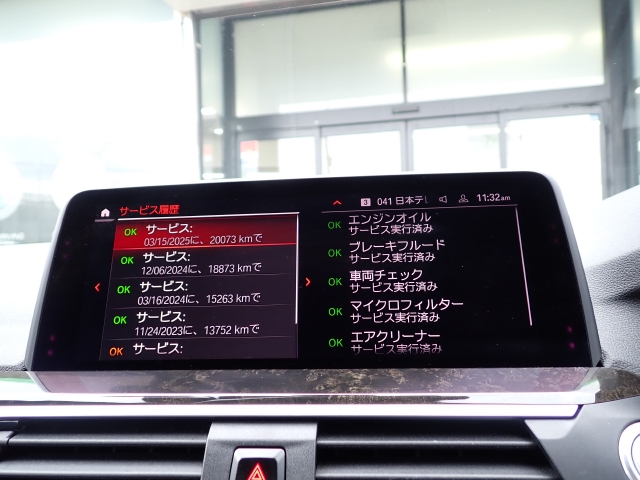 サービス履歴
3 041 日本テレ 11:32am
OK サービス:
03/15/2025に、20073 kmで
OK サービス:
12/06/2024に、18873 kmで
OK サービス:
03/16/2024に、15263 kmで
OK サービス:
11/24/2023に、13752 kmで
OK サービス:
OK エンジンオイル
サービス実行済み
OK ブレーキフルード
サービス実行済み
OK 車両チェック
サービス実行済み
OK マイクロフィルター
サービス実行済み
OK エアクリーナー
サービス実行済み